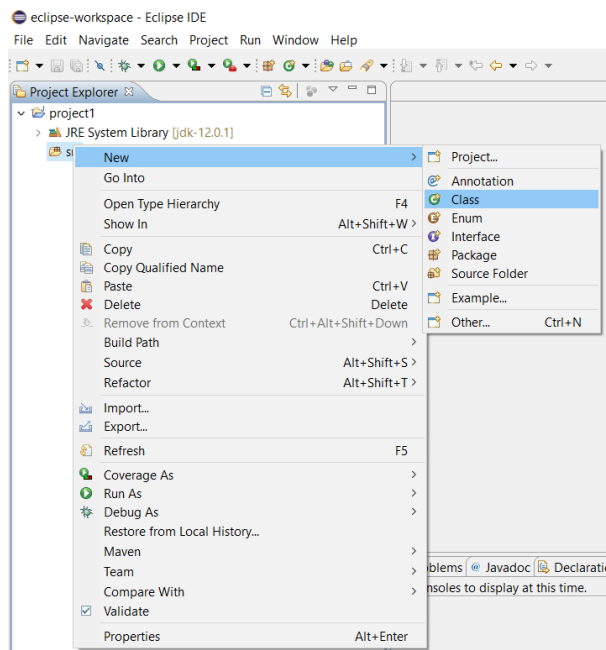 eclipse-workspace - Eclipse IDE
File Edit Navigate Search Project Run Window Help
Project Explorer
project1
JRE System Library [jdk-12.0.1]
New
Go Into
Open Type Hierarchy F4
Show In Alt+Shift+W >
Copy Ctrl+C
Copy Qualified Name
Paste Ctrl+V
Delete Delete
Remove from Context Ctrl+Alt+Shift+Down
Build Path
Source Alt+Shift+S >
Refactor Alt+Shift+T >
Import...
Export...
Refresh F5
Coverage As
Run As
Debug As
Restore from Local History...
Maven
Team
Compare With
Validate
Properties Alt+Enter
Project...
Annotation
Class
Enum
Interface
Package
Source Folder
Example...
Other... Ctrl+N
Javadoc
to display at this time.